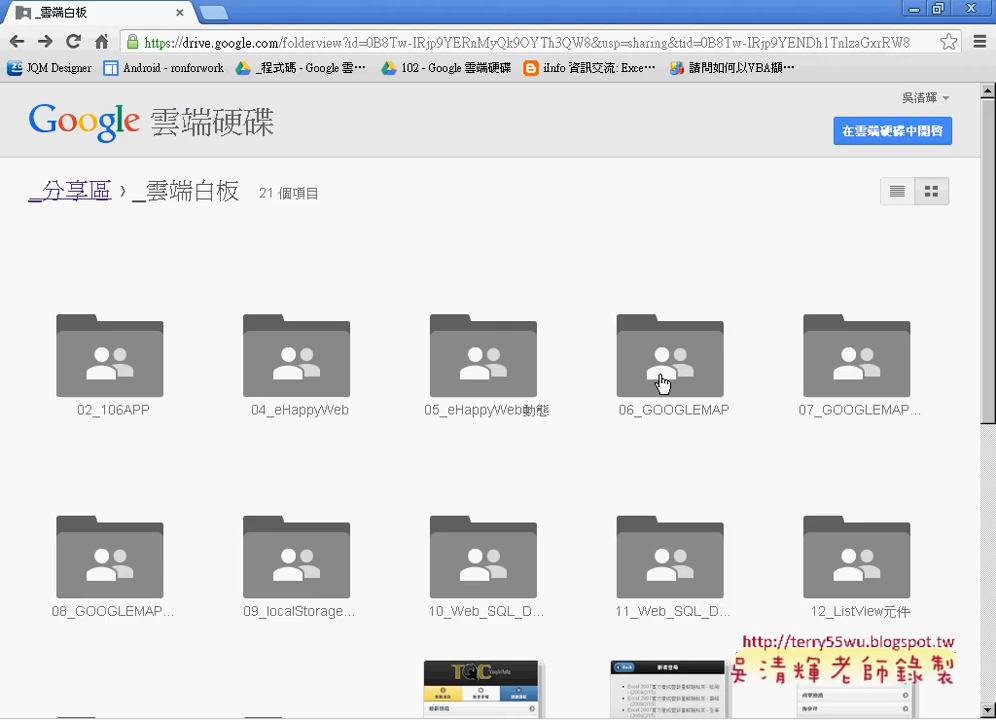 _雲端白板
https://drive.google.com/folderview?id=0B8Tw-IRjp9YERnMyQk9OYTh3QW8&usp=sharing&tid=0B8Tw-IRjp9YENDh1TnlzaGxrRW8
JQM Designer
Android - ronforwork
_程式碼 - Google 雲…
102 - Google 雲端硬碟
iInfo 資訊交流: Exce…
請問如何以VBA擷…
吳清輝
Google 雲端硬碟
在雲端硬碟中開啓
_分享區 › _雲端白板 21 個項目
02_106APP
04_eHappyWeb
05_eHappyWeb動態
06_GOOGLEMAP
07_GOOGLEMAP...
08_GOOGLEMAP...
09_localStorage...
10_Web_SQL_D...
11_Web_SQL_D...
12_ListView元件
http://terry55wu.blogspot.tw
吳清輝老師錄製
TQC
Back